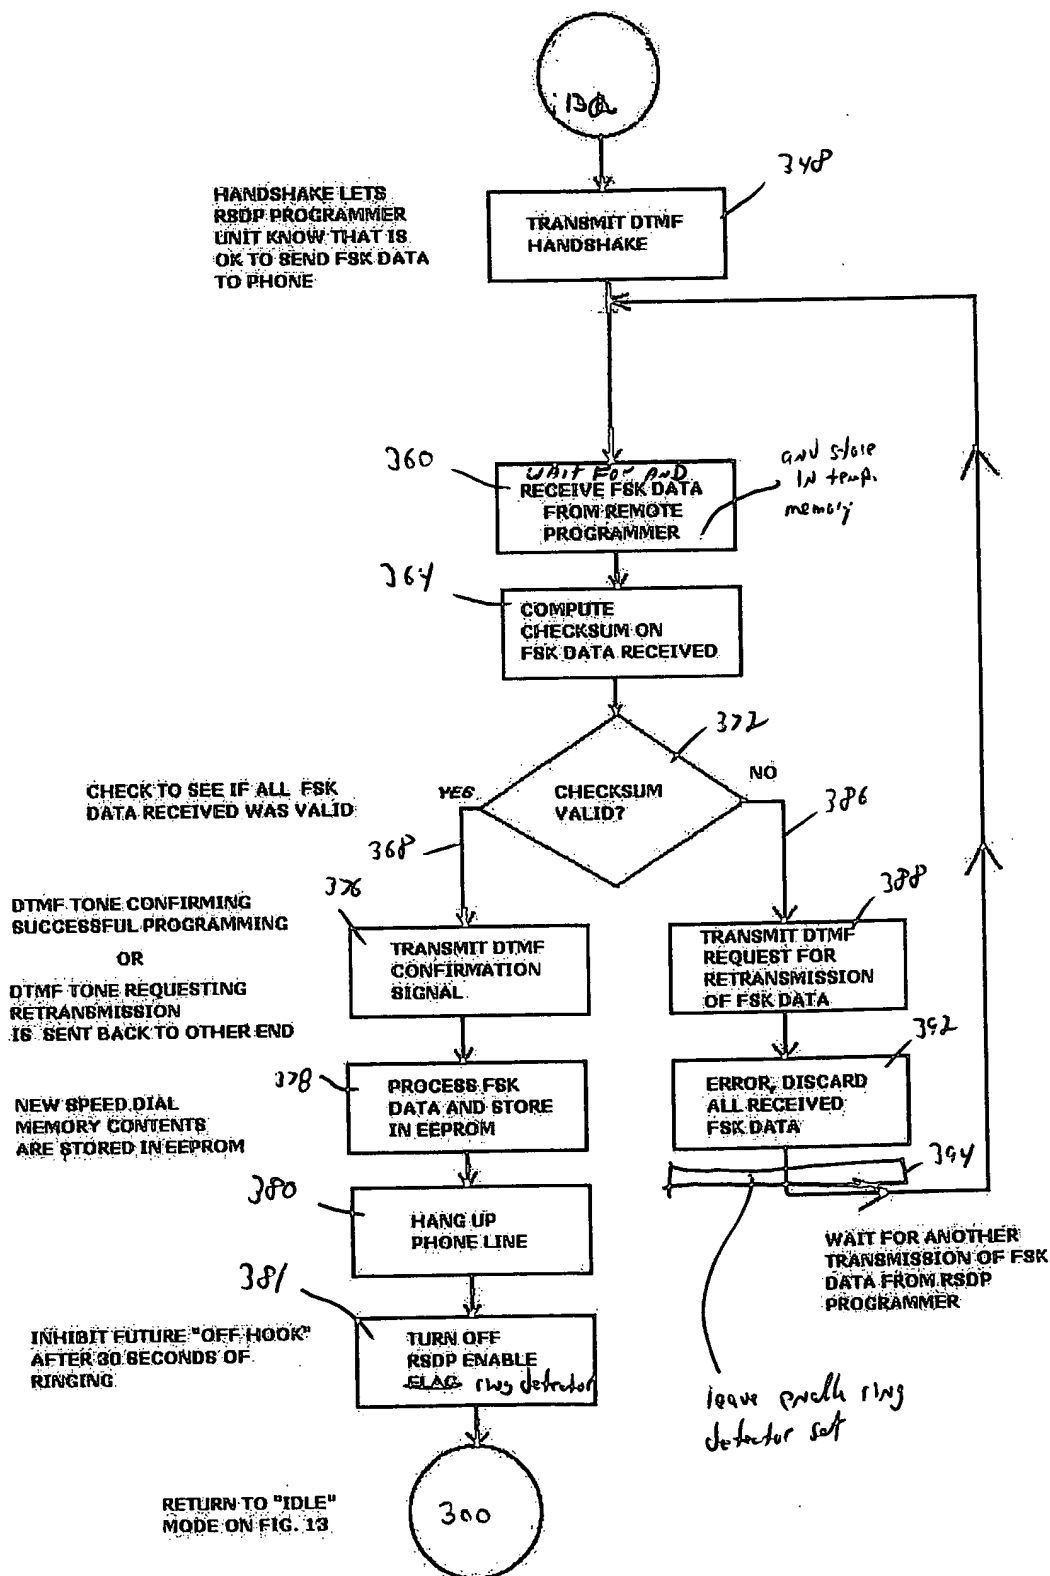 348
HANDSHAKE LETS
RSDP PROGRAMMER
UNIT KNOW THAT IS
OK TO SEND FSK DATA
TO PHONE
TRANSMIT DTMF
HANDSHAKE
360
WAIT FOR AND
RECEIVE FSK DATA
FROM REMOTE
PROGRAMMER
and store
in temp.
memory
364
COMPUTE
CHECKSUM ON
FSK DATA RECEIVED
372
CHECK TO SEE IF ALL FSK
DATA RECEIVED WAS VALID
YES
CHECKSUM
VALID?
NO
368
386
DTMF TONE CONFIRMING
SUCCESSFUL PROGRAMMING
OR
DTMF TONE REQUESTING
RETRANSMISSION
IS SENT BACK TO OTHER END
376
TRANSMIT DTMF
CONFIRMATION
SIGNAL
388
TRANSMIT DTMF
REQUEST FOR
RETRANSMISSION
OF FSK DATA
NEW SPEED DIAL
MEMORY CONTENTS
ARE STORED IN EEPROM
378
PROCESS FSK
DATA AND STORE
IN EEPROM
392
ERROR, DISCARD
ALL RECEIVED
FSK DATA
394
380
HANG UP
PHONE LINE
WAIT FOR ANOTHER
TRANSMISSION OF FSK
DATA FROM RSDP
PROGRAMMER
381
INHIBIT FUTURE "OFF HOOK"
AFTER 30 SECONDS OF
RINGING
TURN OFF
RSDP ENABLE
FLAG ring detector
leave ring
detector set
RETURN TO "IDLE"
MODE ON FIG. 13
300